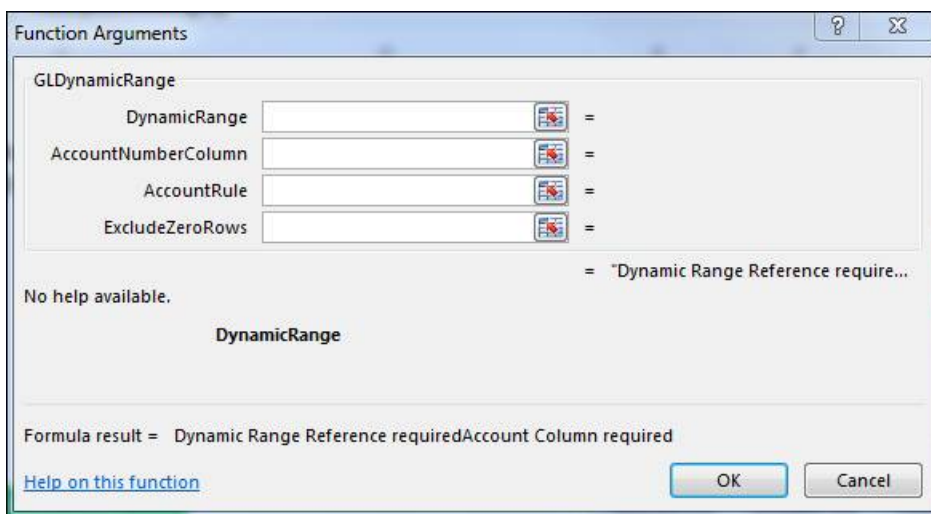 Function Arguments
GLDynamicRange
DynamicRange =
AccountNumberColumn =
AccountRule =
ExcludeZeroRows =
= "Dynamic Range Reference require...
No help available.
DynamicRange
Formula result = Dynamic Range Reference requiredAccount Column required
Help on this function OK Cancel